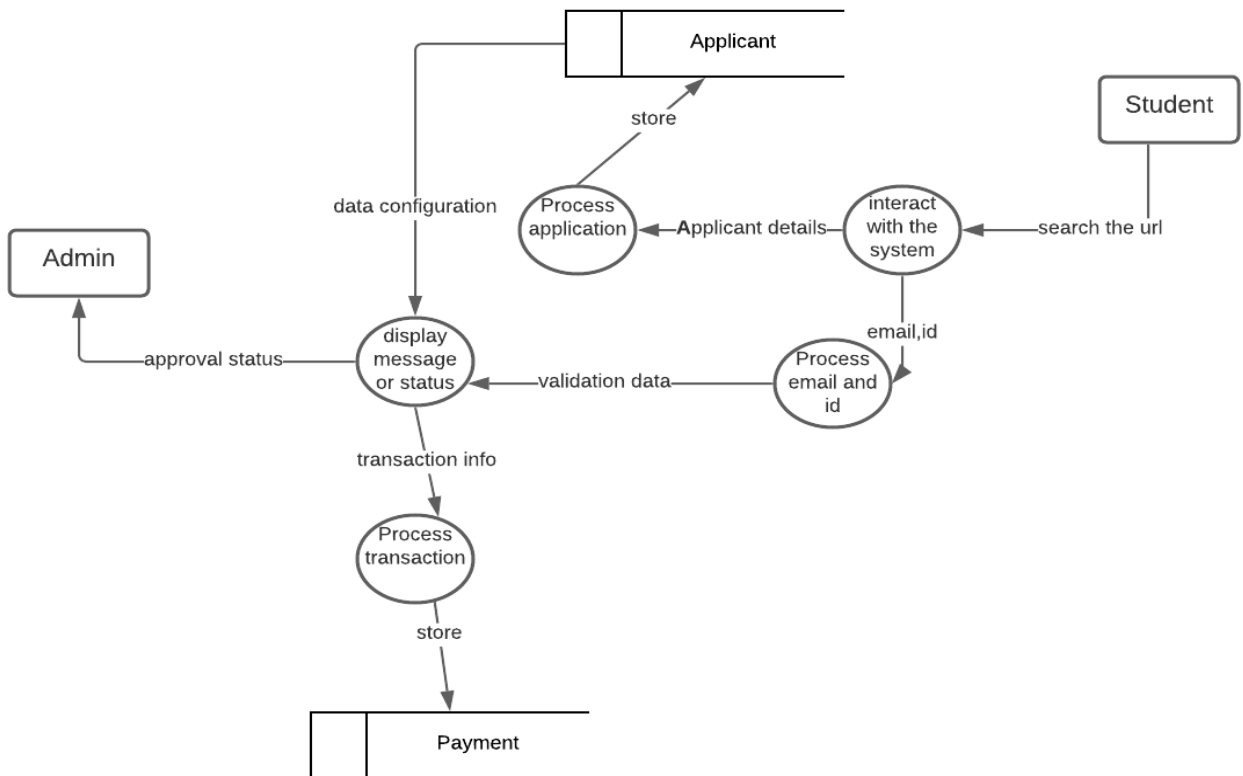 Applicant
Student
store
data configuration
Process
application
Applicant details
interact
with the
system
search the url
Admin
display
message
or status
approval status
email,id
Process
email and
id
validation data
transaction info
Process
transaction
store
Payment